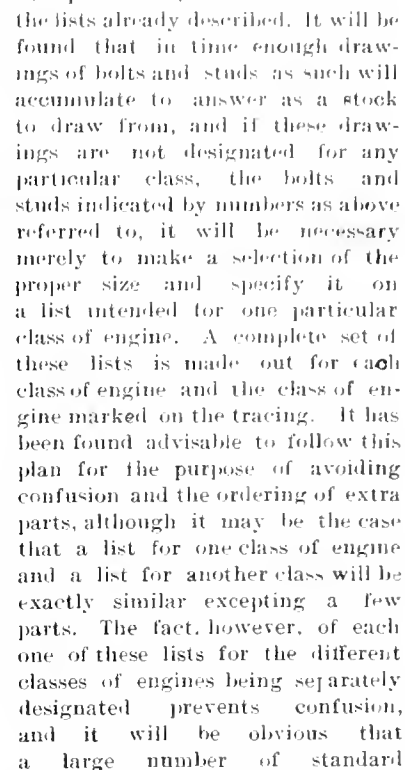 the lists already described. It will be
found that in time enough draw-
ings of bolts and studs as such will
accumulate to answer as a stock
to draw from, and if these draw-
ings are not designated for any
particular class, the bolts and
studs indicated by numbers as above
referred to, it will be necessary
merely to make a selection of the
proper size and specify it on
a list intended for one particular
class of engine. A complete set of
these lists is made out for each
class of engine and the class of en-
gine marked on the tracing. It has
been found advisable to follow this
plan for the purpose of avoiding
confusion and the ordering of extra
parts, although it may be the case
that a list for one class of engine
and a list for another class will be
exactly similar excepting a few
parts. The fact, however, of each
one of these lists for the different
classes of engines being separately
designated prevents confusion,
and it will be obvious that
a large number of standard